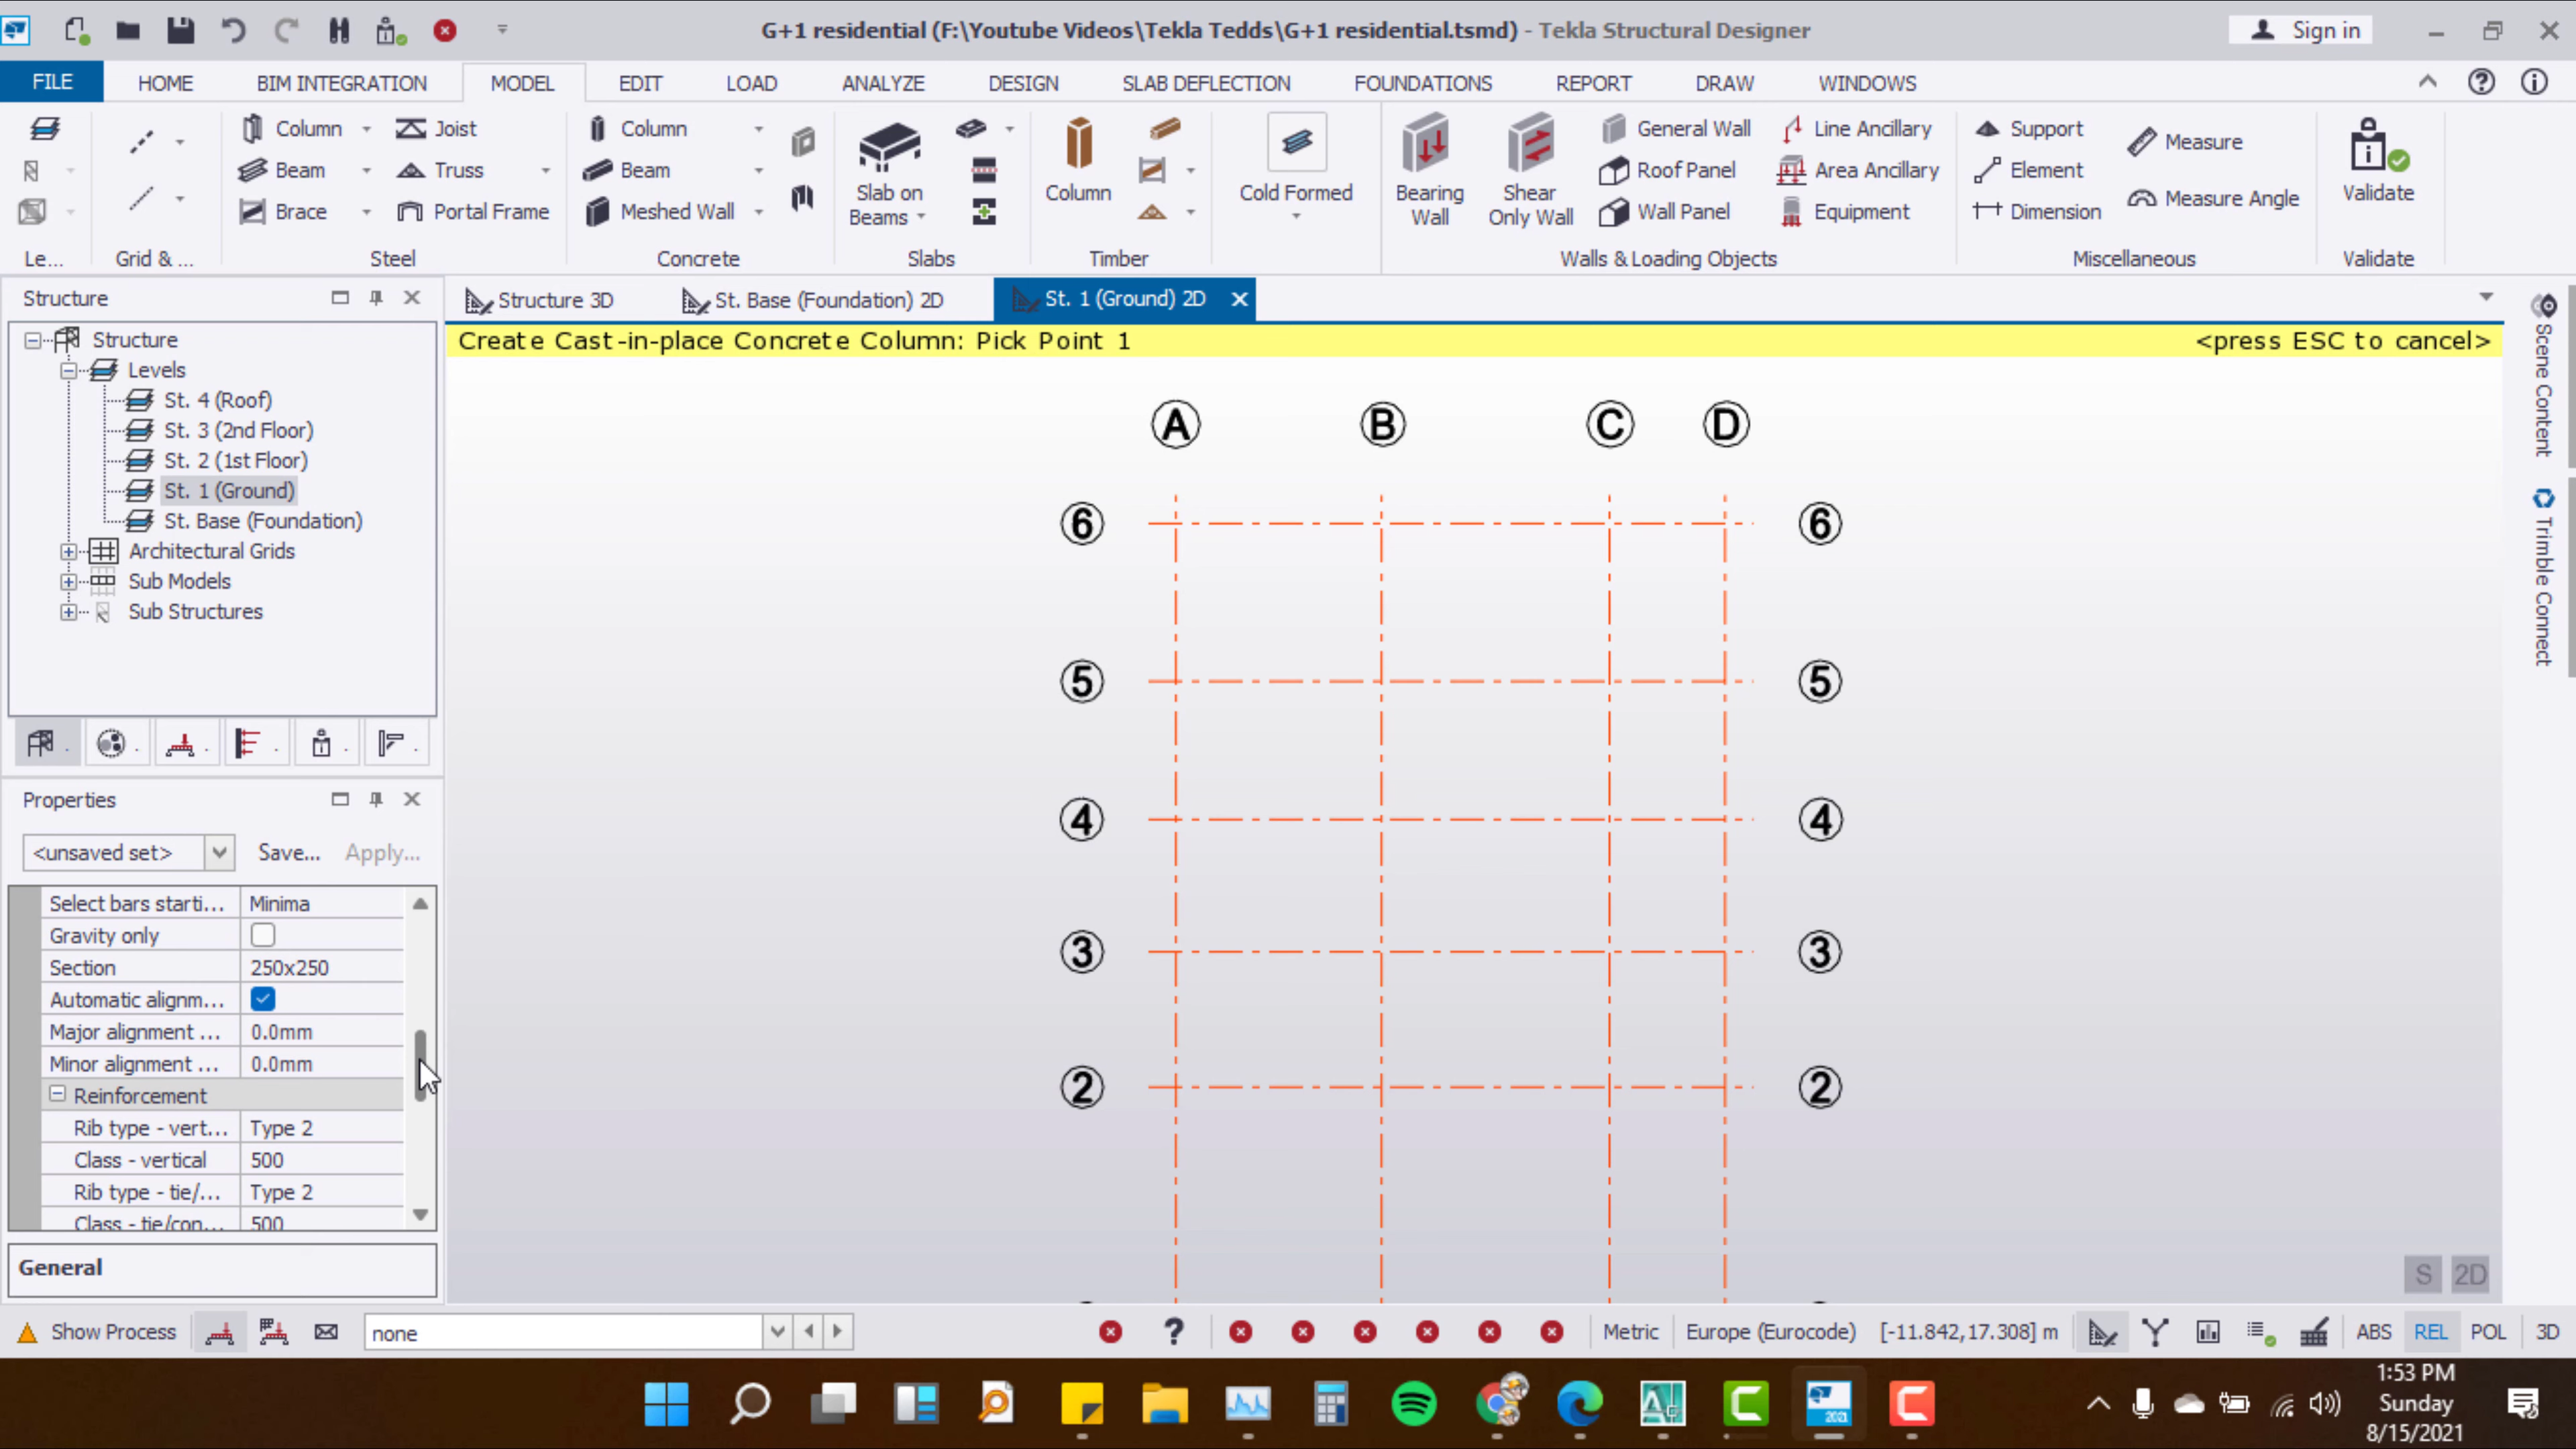 G+1 residential (F:\Youtube Videos\Tekla Tedds\G+1 residential.tsmd) - Tekla Structural Designer
Sign in
FILE HOME BIM INTEGRATION MODEL EDIT LOAD ANALYZE DESIGN SLAB DEFLECTION FOUNDATIONS REPORT DRAW WINDOWS
Column Joist Column General Wall Line Ancillary Support
Measure
Beam Truss Beam Roof Panel Area Ancillary Element
Slab on Beams Column Cold Formed Bearing Wall Shear Only Wall Validate
Measure Angle
Brace Portal Frame Meshed Wall Wall Panel Equipment Dimension
Le... Grid & ... Steel Concrete Slabs Timber Walls & Loading Objects Miscellaneous Validate
Structure
Structure 3D St. Base (Foundation) 2D St. 1 (Ground) 2D
Create Cast-in-place Concrete Column: Pick Point 1 <press ESC to cancel>
Structure
Levels
St. 4 (Roof)
St. 3 (2nd Floor)
St. 2 (1st Floor)
St. 1 (Ground)
St. Base (Foundation)
Architectural Grids
Sub Models
Sub Structures
A B C D
6 6
5 5
4 4
3 3
2 2
Scene Content
Trimble Connect
Properties
<unsaved set> Save... Apply...
Select bars starti... Minima
Gravity only
Section 250x250
Automatic alignm...
Major alignment ... 0.0mm
Minor alignment ... 0.0mm
Reinforcement
Rib type - vert... Type 2
Class - vertical 500
Rib type - tie/... Type 2
Class - tie/con... 500
General
S 2D
Show Process none Metric Europe (Eurocode) [-11.842,17.308] m ABS REL POL 3D
2021
1:53 PM
Sunday
8/15/2021